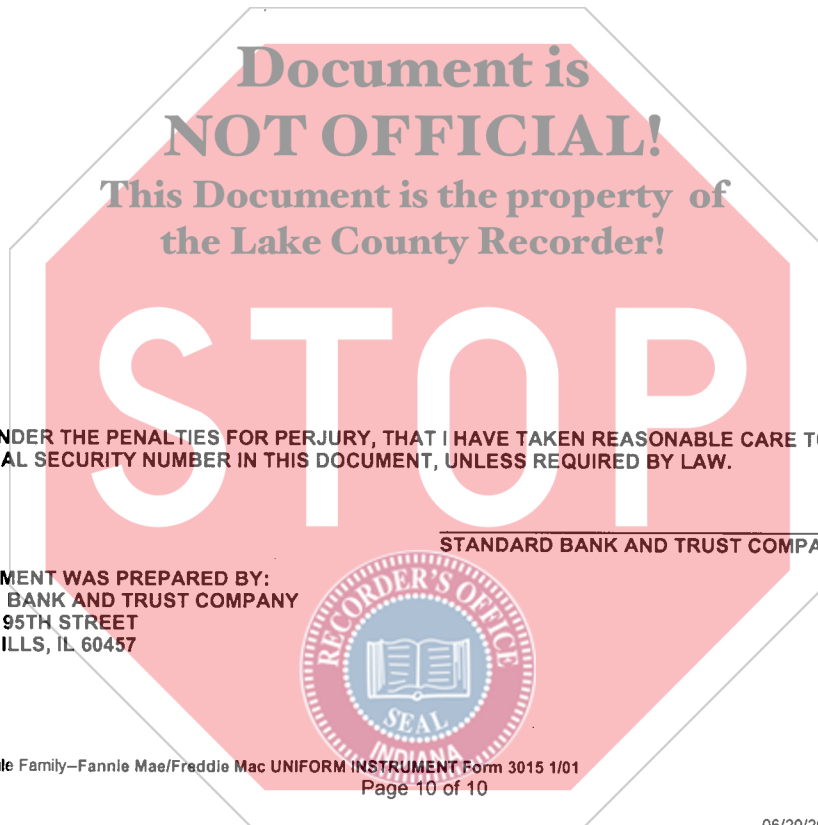 Document is
NOT OFFICIAL!
This Document is the property of
the Lake County Recorder!
STOP
NDER THE PENALTIES FOR PERJURY, THAT I HAVE TAKEN REASONABLE CARE TO
AL SECURITY NUMBER IN THIS DOCUMENT, UNLESS REQUIRED BY LAW.
STANDARD BANK AND TRUST COMPA
MENT WAS PREPARED BY:
BANK AND TRUST COMPANY
95TH STREET
ILLS, IL 60457
RECORDER'S OFFICE
SEAL
INDIANA
le Family–Fannie Mae/Freddie Mac UNIFORM INSTRUMENT Form 3015 1/01
Page 10 of 10